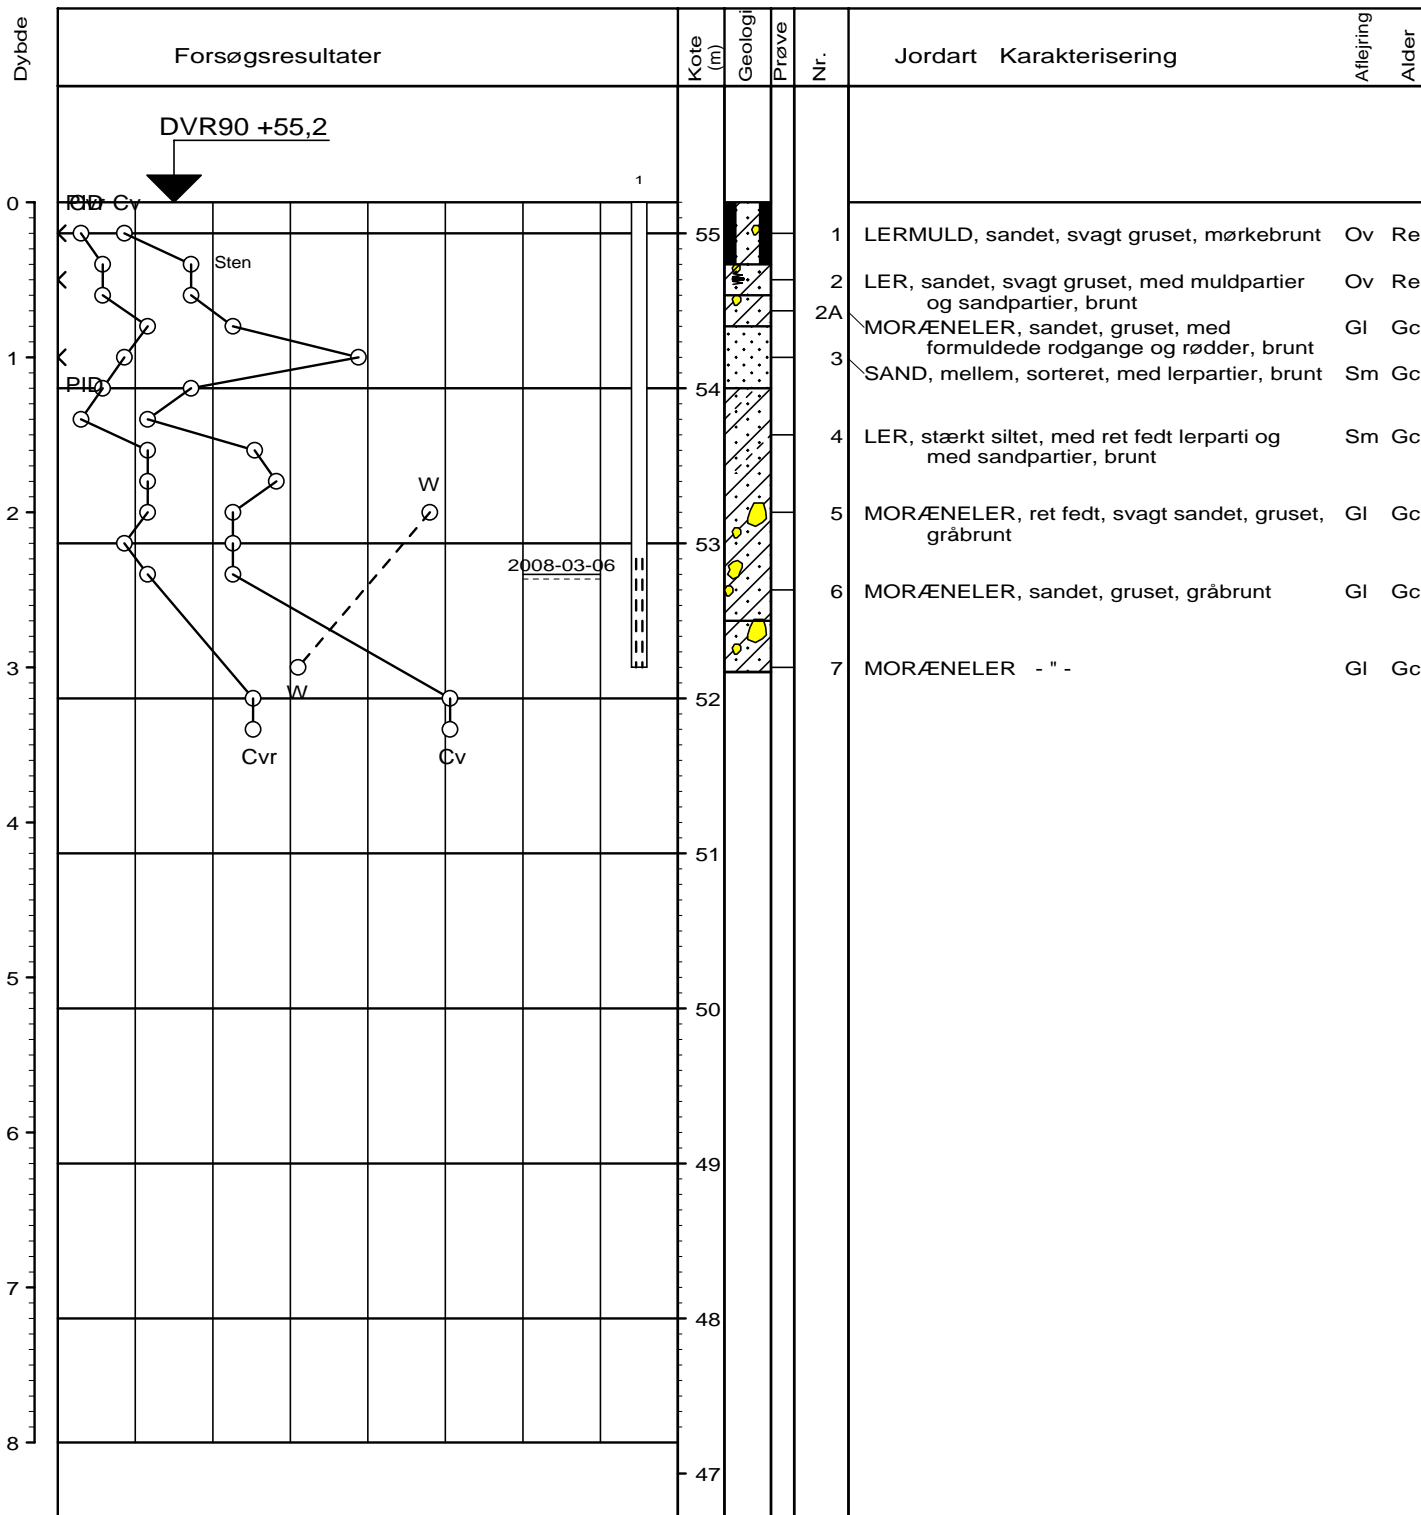 Dybde
Forsøgsresultater
Kote
(m)
Geologi
Prøve
Nr.
Jordart Karakterisering
Aflejring
Alder
DVR90 +55,2
1
PID Cvr Cv
0
55
1 LERMULD, sandet, svagt gruset, mørkebrunt Ov Re
Sten
2 LER, sandet, svagt gruset, med muldpartier Ov Re
og sandpartier, brunt
2A
MORÆNELER, sandet, gruset, med Gl Gc
formuldede rodgange og rødder, brunt
1
3
SAND, mellem, sorteret, med lerpartier, brunt Sm Gc
PID
54
4 LER, stærkt siltet, med ret fedt lerparti og Sm Gc
med sandpartier, brunt
W
2
5 MORÆNELER, ret fedt, svagt sandet, gruset, Gl Gc
gråbrunt
53
2008-03-06
6 MORÆNELER, sandet, gruset, gråbrunt Gl Gc
3
7 MORÆNELER - " - Gl Gc
W
52
Cvr Cv
4
51
5
50
6
49
7
48
8
47